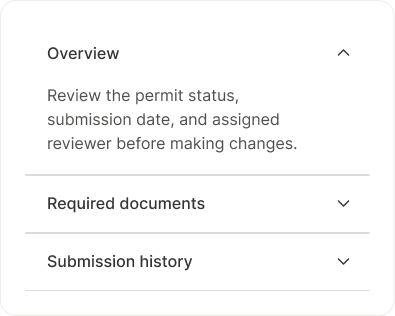 Overview
Review the permit status,
submission date, and assigned
reviewer before making changes.
Required documents
Submission history